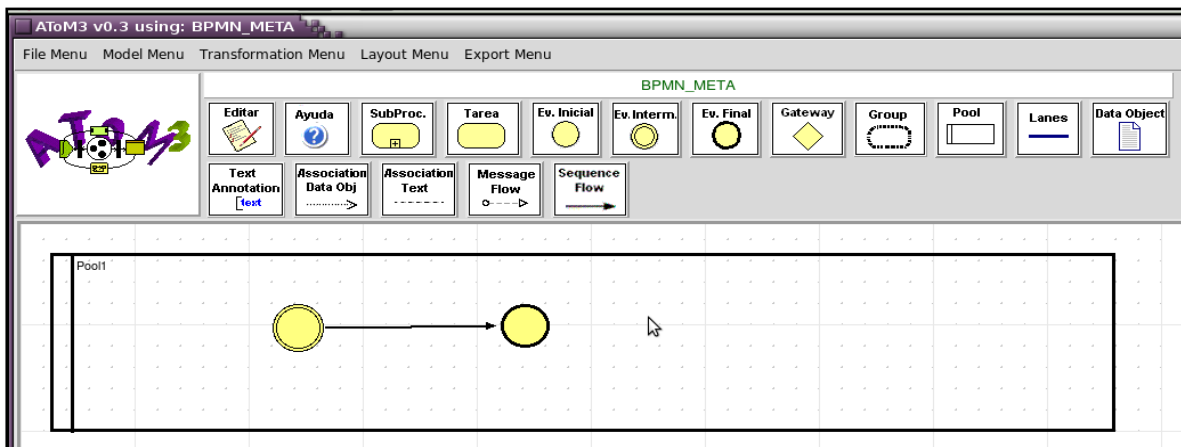 AToM3 v0.3 using: BPMN_META
File Menu Model Menu Transformation Menu Layout Menu Export Menu
BPMN_META
AToM3
Editar Ayuda SubProc. Tarea Ev. Inicial Ev. Interm. Ev. Final Gateway Group Pool Lanes Data Object
Text Annotation [text
Association Data Obj
Association Text
Message Flow
Sequence Flow
Pool1